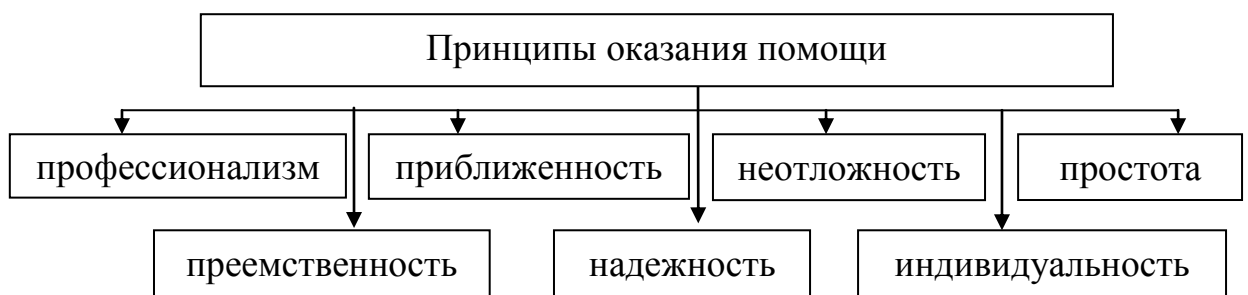 Принципы оказания помощи
профессионализм
приближенность
неотложность
простота
преемственность
надежность
индивидуальность